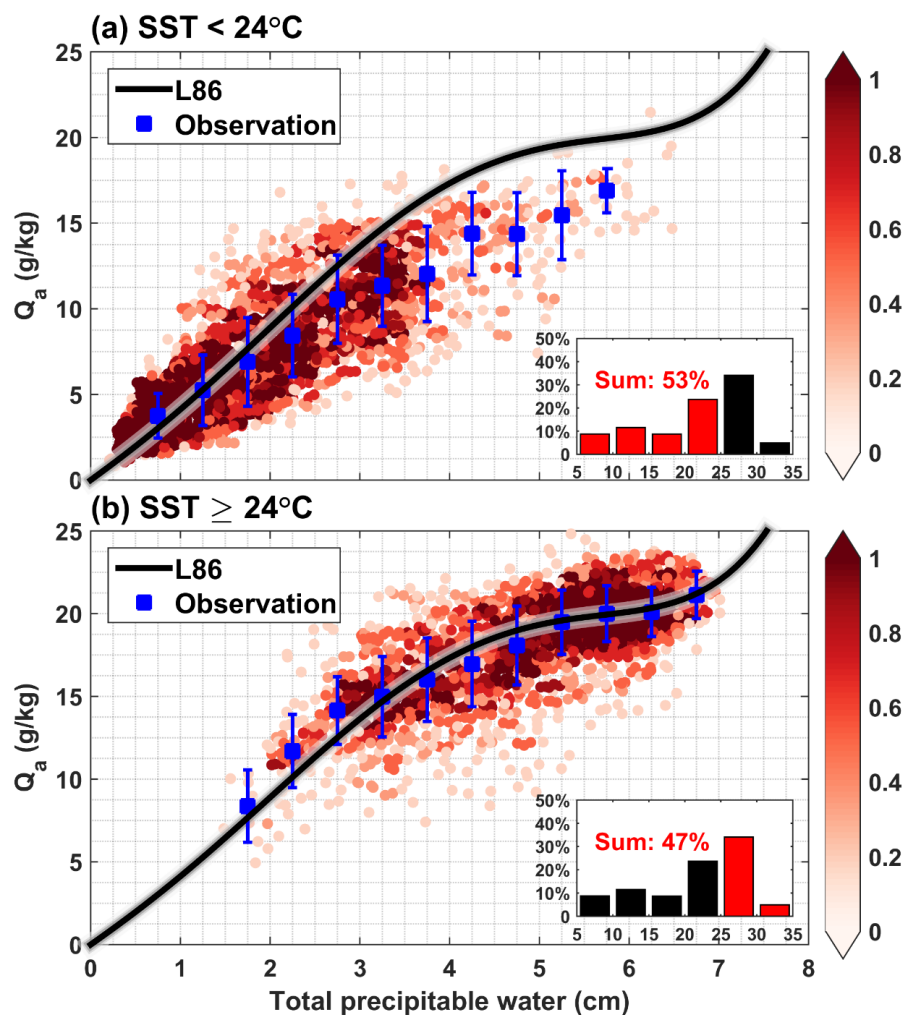 (a) SST < 24°C
25
20
15
10
5
0
Q_a (g/kg)
L86
Observation
50%
40%
30%
20%
10%
0
Sum: 53%
5 10 15 20 25 30 35
1
0.8
0.6
0.4
0.2
0
(b) SST ≥ 24°C
25
20
15
10
5
0
Q_a (g/kg)
L86
Observation
50%
40%
30%
20%
10%
0
Sum: 47%
5 10 15 20 25 30 35
0 1 2 3 4 5 6 7 8
Total precipitable water (cm)
1
0.8
0.6
0.4
0.2
0